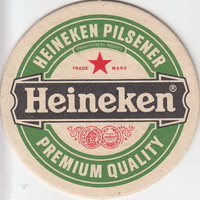 HEINEKEN PILSENER
TRADE MARK
Heineken®
PREMIUM QUALITY